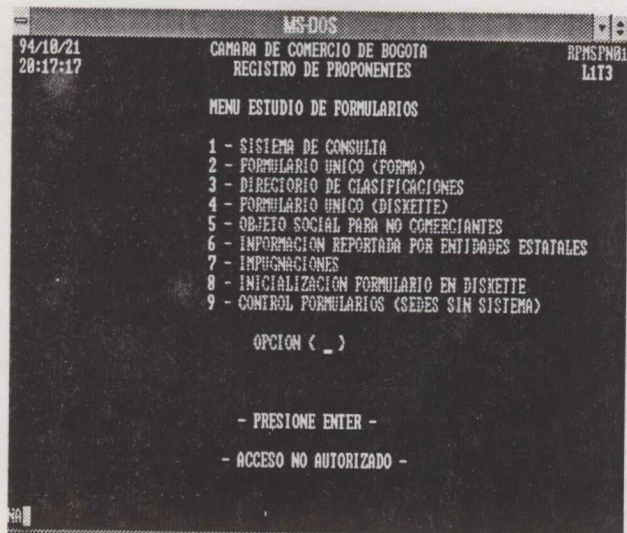 MS-DOS
94/10/21 CAMARA DE COMERCIO DE BOGOTA RPMSPN01
20:17:17 REGISTRO DE PROPONENTES L1T3
MENU ESTUDIO DE FORMULARIOS
1 - SISTEMA DE CONSULTA
2 - FORMULARIO UNICO (FORMA)
3 - DIRECTORIO DE CLASIFICACIONES
4 - FORMULARIO UNICO (DISKETTE)
5 - OBJETO SOCIAL PARA NO COMERCIANTES
6 - INFORMACION REPORTADA POR ENTIDADES ESTATALES
7 - IMPUGNACIONES
8 - INICIALIZACION FORMULARIO EN DISKETTE
9 - CONTROL FORMULARIOS (SEDES SIN SISTEMA)
OPCION ( _ )
- PRESIONE ENTER -
- ACCESO NO AUTORIZADO -
NA